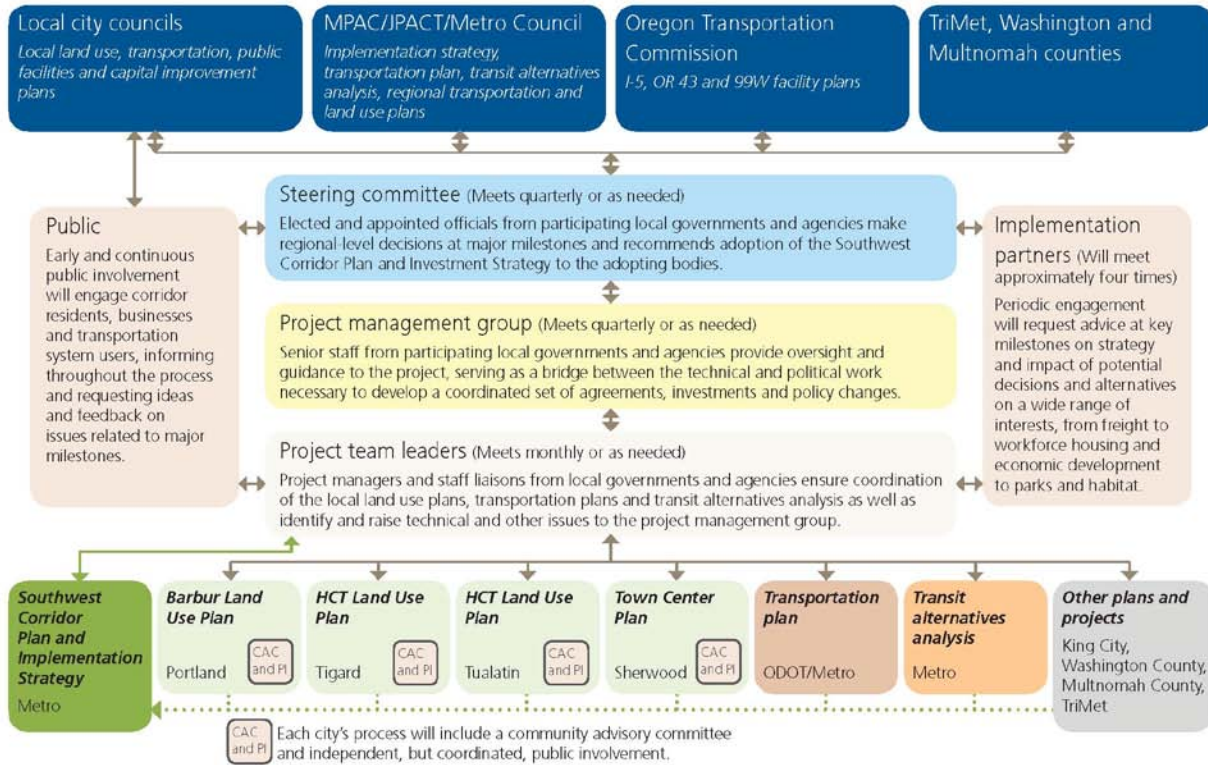 Local city councils
Local land use, transportation, public
facilities and capital improvement
plans
MPAC/JPACT/Metro Council
Implementation strategy,
transportation plan, transit alternatives
analysis, regional transportation and
land use plans
Oregon Transportation
Commission
I-5, OR 43 and 99W facility plans
TriMet, Washington and
Multnomah counties
Public
Early and continuous
public involvement
will engage corridor
residents, businesses
and transportation
system users, informing
throughout the process
and requesting ideas
and feedback on
issues related to major
milestones.
Steering committee (Meets quarterly or as needed)
Elected and appointed officials from participating local governments and agencies make
regional-level decisions at major milestones and recommends adoption of the Southwest
Corridor Plan and Investment Strategy to the adopting bodies.
Project management group (Meets quarterly or as needed)
Senior staff from participating local governments and agencies provide oversight and
guidance to the project, serving as a bridge between the technical and political work
necessary to develop a coordinated set of agreements, investments and policy changes.
Project team leaders (Meets monthly or as needed)
Project managers and staff liaisons from local governments and agencies ensure coordination
of the local land use plans, transportation plans and transit alternatives analysis as well as
identify and raise technical and other issues to the project management group.
Implementation
partners (Will meet
approximately four times)
Periodic engagement
will request advice at key
milestones on strategy
and impact of potential
decisions and alternatives
on a wide range of
interests, from freight to
workforce housing and
economic development
to parks and habitat.
Southwest
Corridor
Plan and
Implementation
Strategy
Metro
Barbur Land
Use Plan
Portland
CAC
and PI
HCT Land Use
Plan
Tigard
CAC
and PI
HCT Land Use
Plan
Tualatin
CAC
and PI
Town Center
Plan
Sherwood
CAC
and PI
Transportation
plan
ODOT/Metro
Transit
alternatives
analysis
Metro
Other plans and
projects
King City,
Washington County,
Multnomah County,
TriMet
CAC
and PI
Each city's process will include a community advisory committee
and independent, but coordinated, public involvement.